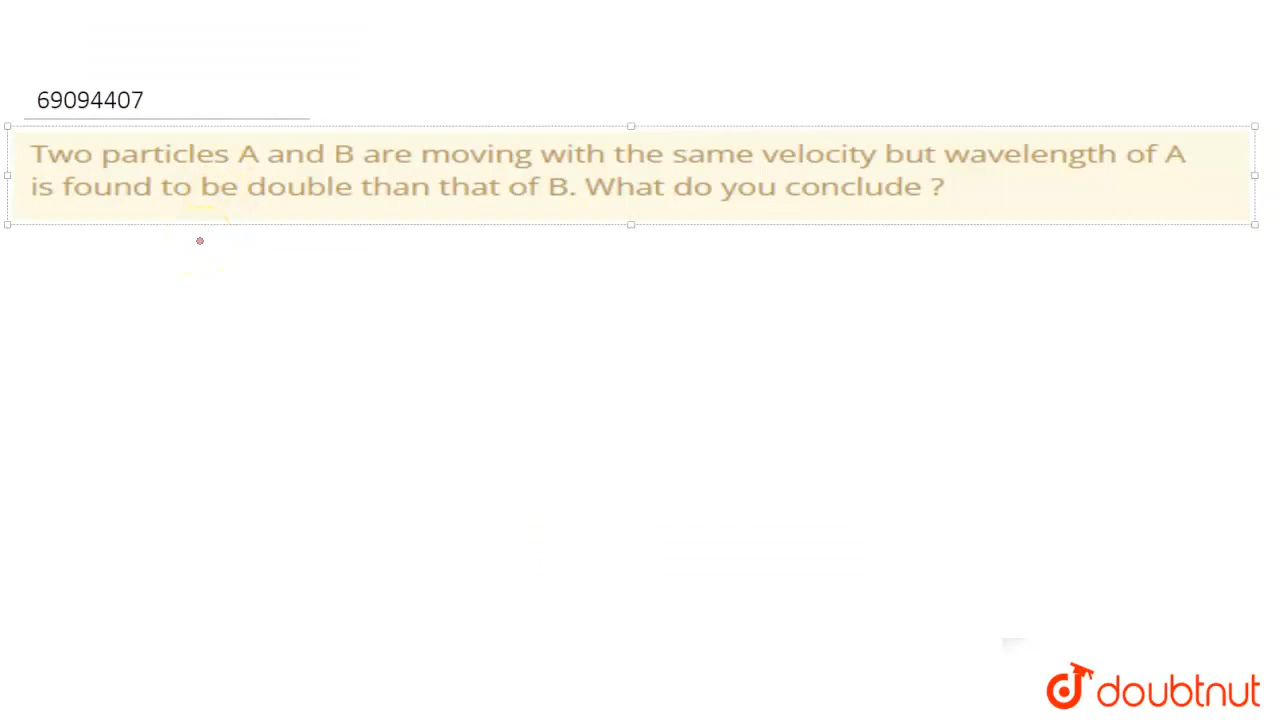 69094407
Two particles A and B are moving with the same velocity but wavelength of A
is found to be double than that of B. What do you conclude ?
doubtnut